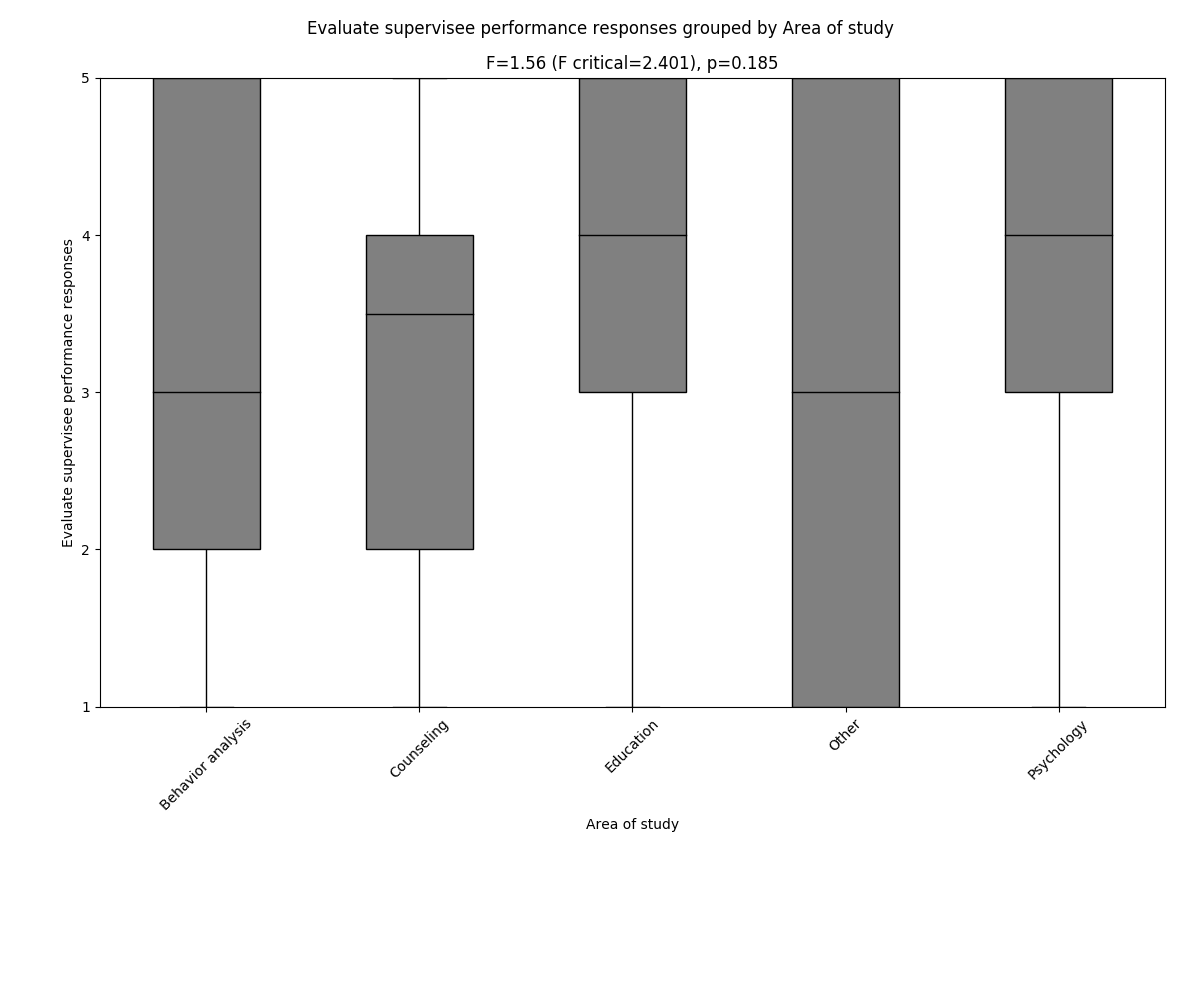 Evaluate supervisee performance responses grouped by Area of study
F=1.56 (F critical=2.401), p=0.185
5
4
3
2
1
Evaluate supervisee performance responses
Behavior analysis
Counseling
Education
Other
Psychology
Area of study